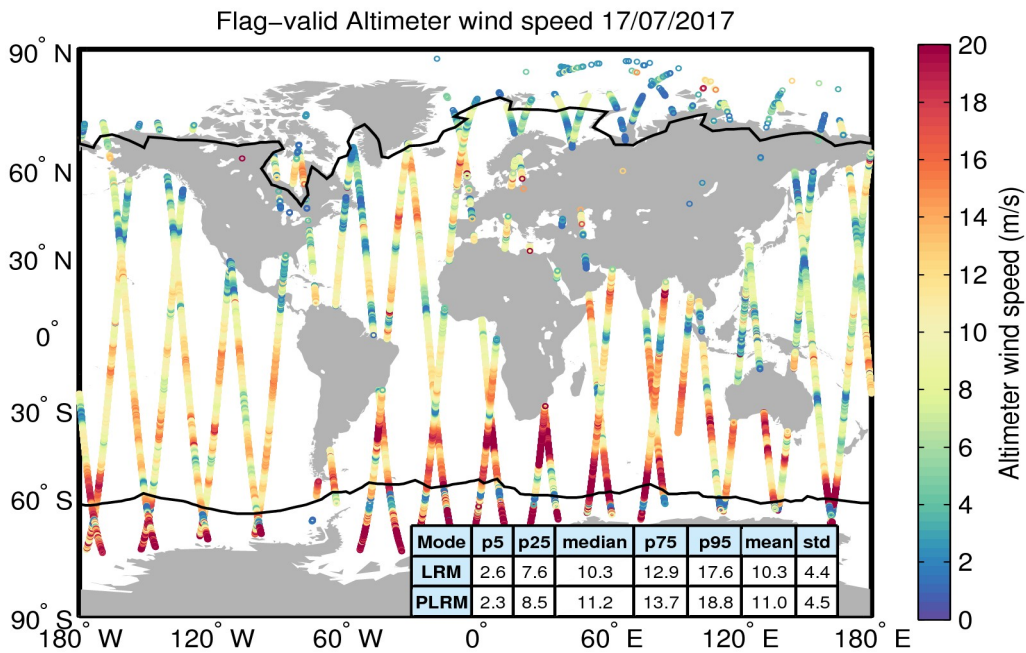 Flag−valid Altimeter wind speed 17/07/2017
90° N
60° N
30° N
0°
30° S
60° S
90° S
180° W
120° W
60° W
0°
60° E
120° E
180° E
Mode p5 p25 median p75 p95 mean std
LRM 2.6 7.6 10.3 12.9 17.6 10.3 4.4
PLRM 2.3 8.5 11.2 13.7 18.8 11.0 4.5
20
18
16
14
12
10
8
6
4
2
0
Altimeter wind speed (m/s)